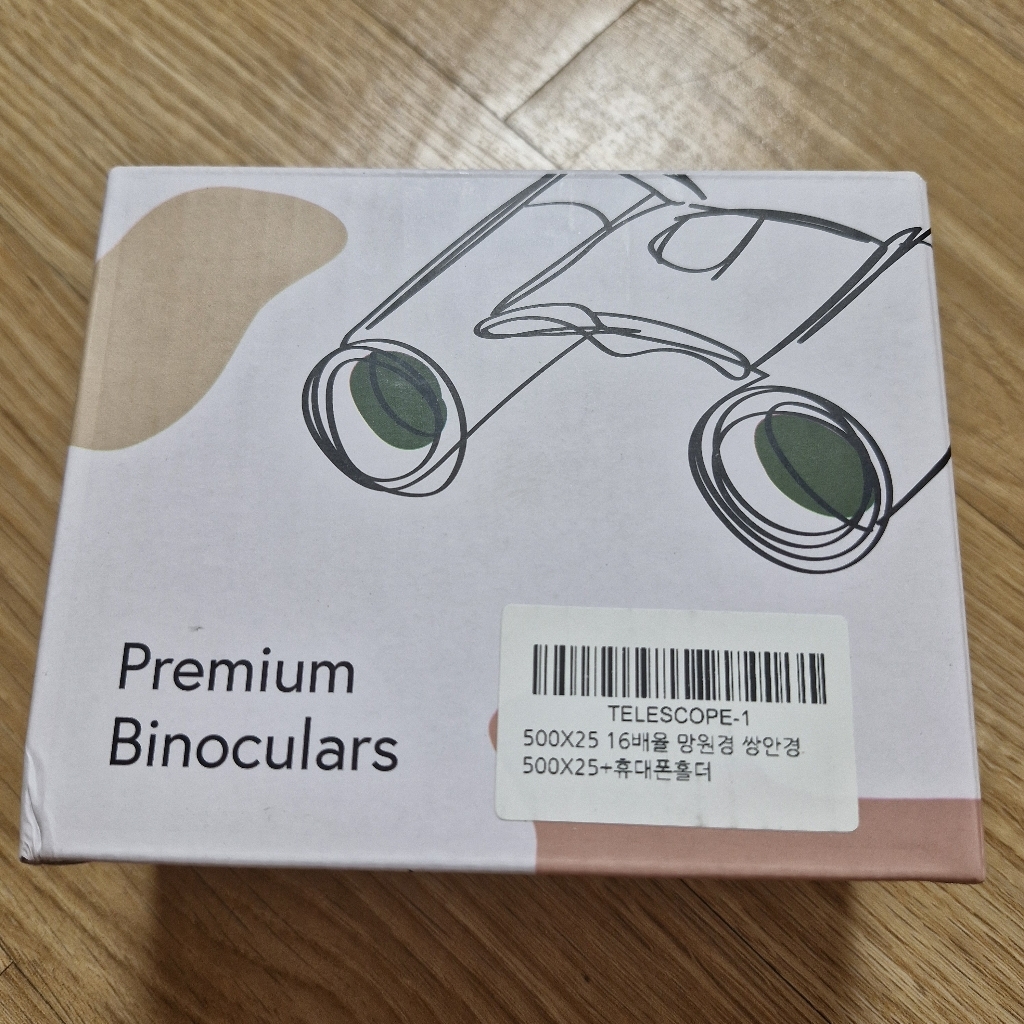 Premium
Binoculars
TELESCOPE-1
500X25 16배율 망원경 쌍안경
500X25+휴대폰홀더